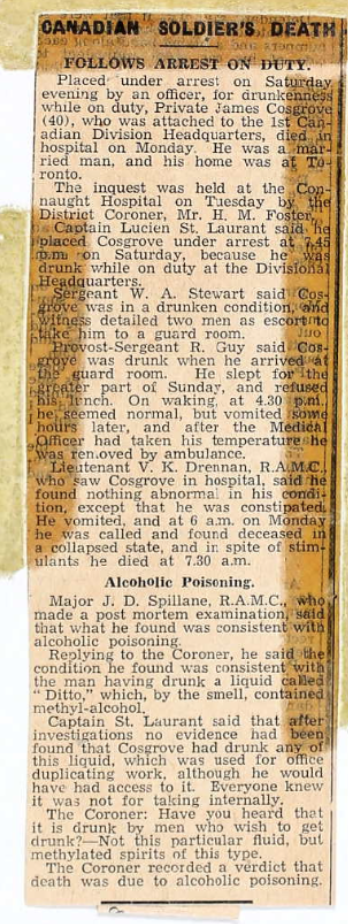 CANADIAN SOLDIER'S DEATH
FOLLOWS ARREST ON DUTY.
Placed under arrest on Saturday
evening by an officer, for drunkenness
while on duty, Private James Cosgrove
(40), who was attached to the 1st Can-
adian Division Headquarters, died in
hospital on Monday. He was a mar-
ried man, and his home was at To-
ronto.
The inquest was held at the Con-
naught Hospital on Tuesday by the
District Coroner, Mr. H. M. Foster.
Captain Lucien St. Laurant said he
placed Cosgrove under arrest at 7.45
p.m. on Saturday, because he was
drunk while on duty at the Divisional
Headquarters.
Sergeant W. A. Stewart said Cos-
grove was in a drunken condition, and
witness detailed two men as escort to
take him to a guard room.
Provost-Sergeant R. Guy said Cos-
grove was drunk when he arrived at
the guard room. He slept for the
greater part of Sunday, and refused
his lunch. On waking, at 4.30 p.m.
he seemed normal, but vomited some
hours later, and after the Medical
Officer had taken his temperature he
was removed by ambulance.
Lieutenant V. K. Drennan, R.A.M.C.,
who saw Cosgrove in hospital, said he
found nothing abnormal in his condi-
tion, except that he was constipated.
He vomited, and at 6 a.m. on Monday
he was called and found deceased in
a collapsed state, and in spite of stim-
ulants he died at 7.30 a.m.
Alcoholic Poisoning.
Major J. D. Spillane, R.A.M.C., who
made a post mortem examination, said
that what he found was consistent with
alcoholic poisoning.
Replying to the Coroner, he said the
condition he found was consistent with
the man having drunk a liquid called
"Ditto," which, by the smell, contained
methyl-alcohol.
Captain St. Laurant said that after
investigations no evidence had been
found that Cosgrove had drunk any of
this liquid, which was used for office
duplicating work, although he would
have had access to it. Everyone knew
it was not for taking internally.
The Coroner: Have you heard that
it is drunk by men who wish to get
drunk?—Not this particular fluid, but
methylated spirits of this type.
The Coroner recorded a verdict that
death was due to alcoholic poisoning.